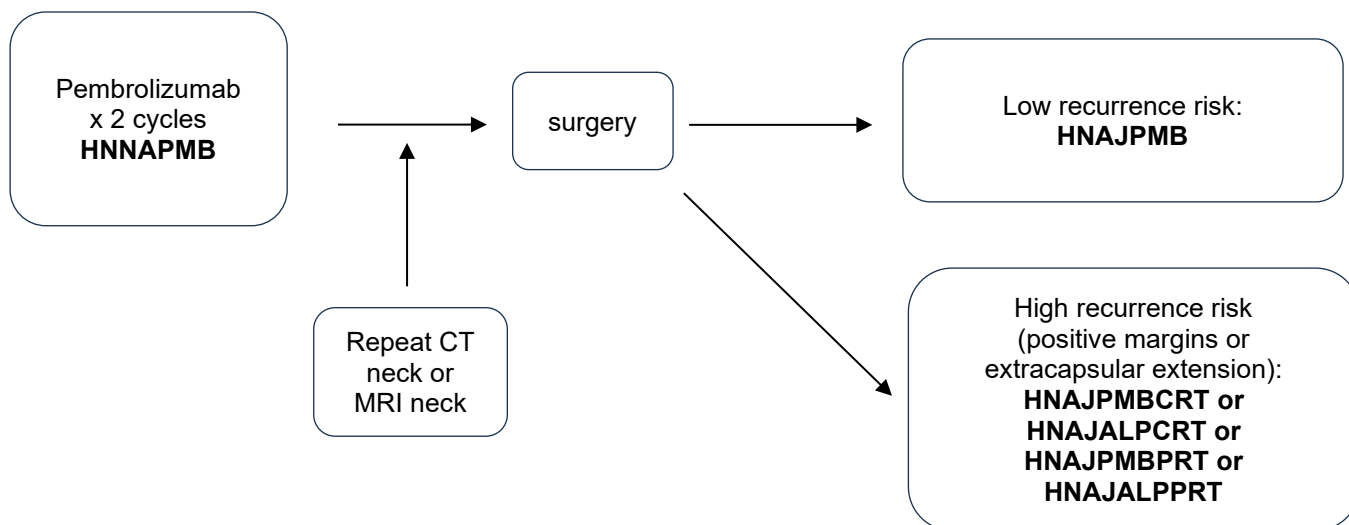 Pembrolizumab
x 2 cycles
HNNAPMB
surgery
Low recurrence risk:
HNAJPMB
Repeat CT
neck or
MRI neck
High recurrence risk
(positive margins or
extracapsular extension):
HNAJPMBCRT or
HNAJALPCRT or
HNAJPMBPRT or
HNAJALPPRT